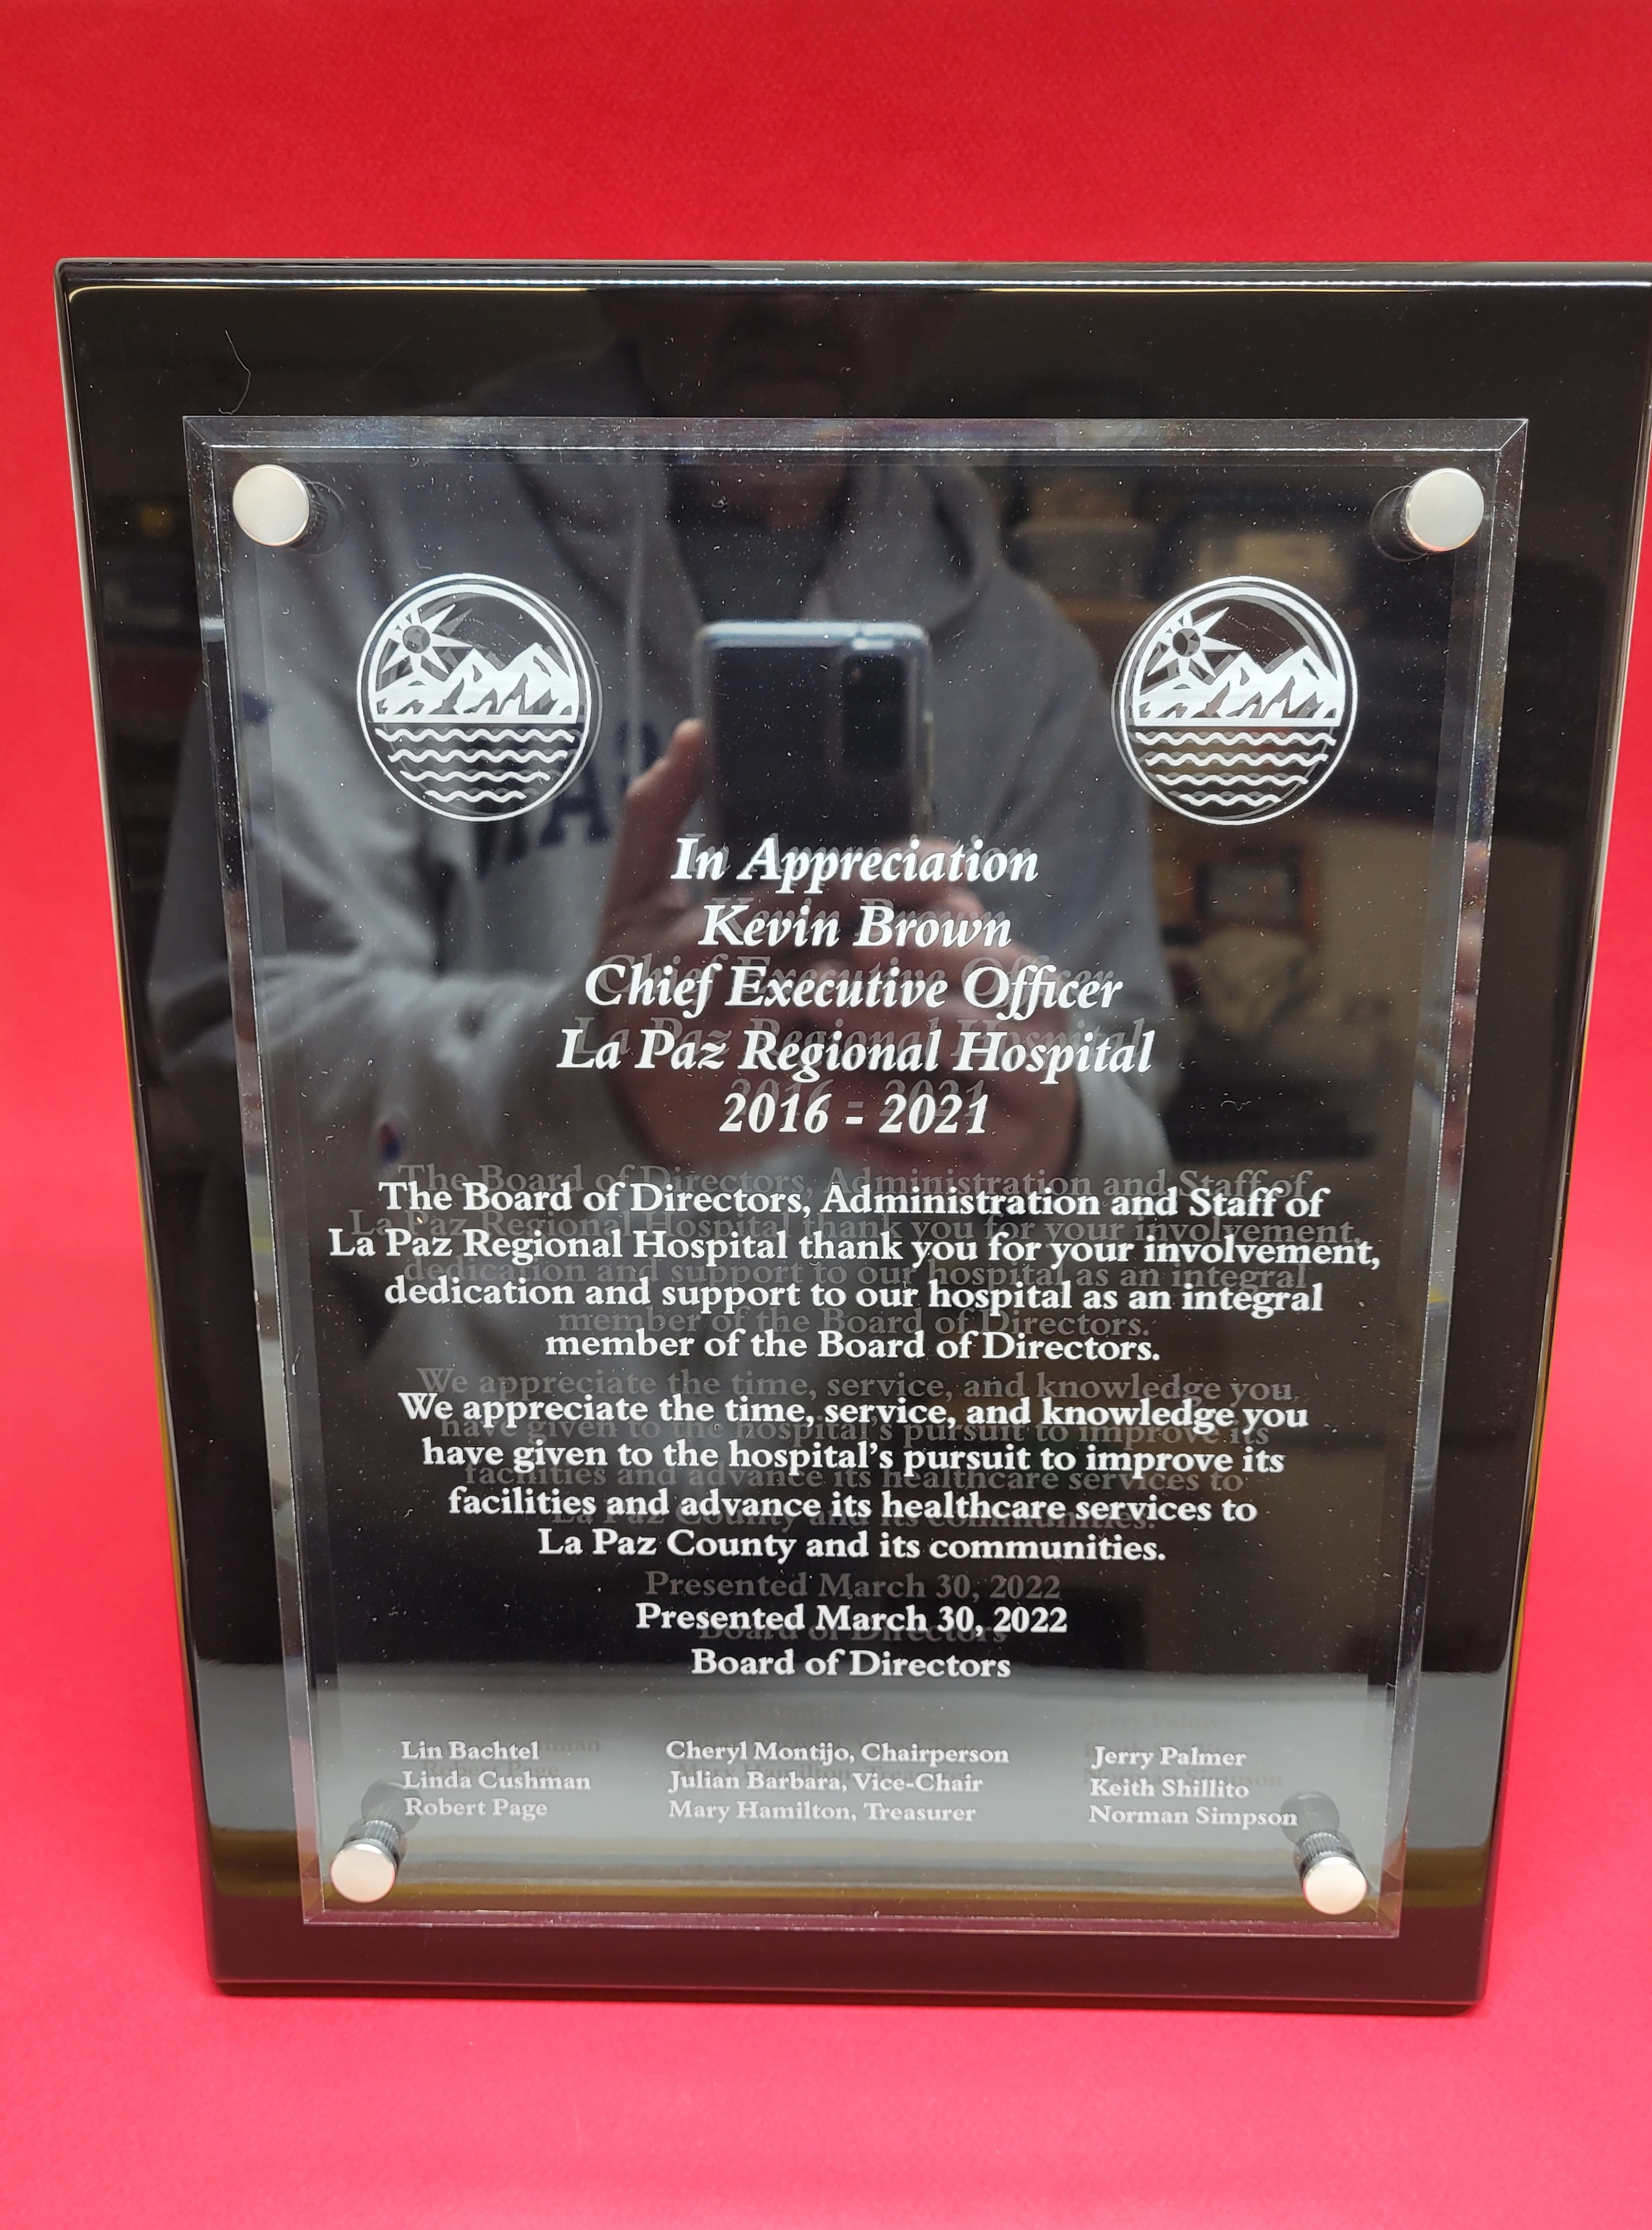 In Appreciation
Kevin Brown
Chief Executive Officer
La Paz Regional Hospital
2016 - 2021
The Board of Directors, Administration and Staff of
La Paz Regional Hospital thank you for your involvement,
dedication and support to our hospital as an integral
member of the Board of Directors.
We appreciate the time, service, and knowledge you
have given to the hospital's pursuit to improve its
facilities and advance its healthcare services to
La Paz County and its communities.
Presented March 30, 2022
Board of Directors
Lin Bachtel
Linda Cushman
Robert Page
Cheryl Montijo, Chairperson
Julian Barbara, Vice-Chair
Mary Hamilton, Treasurer
Jerry Palmer
Keith Shillito
Norman Simpson